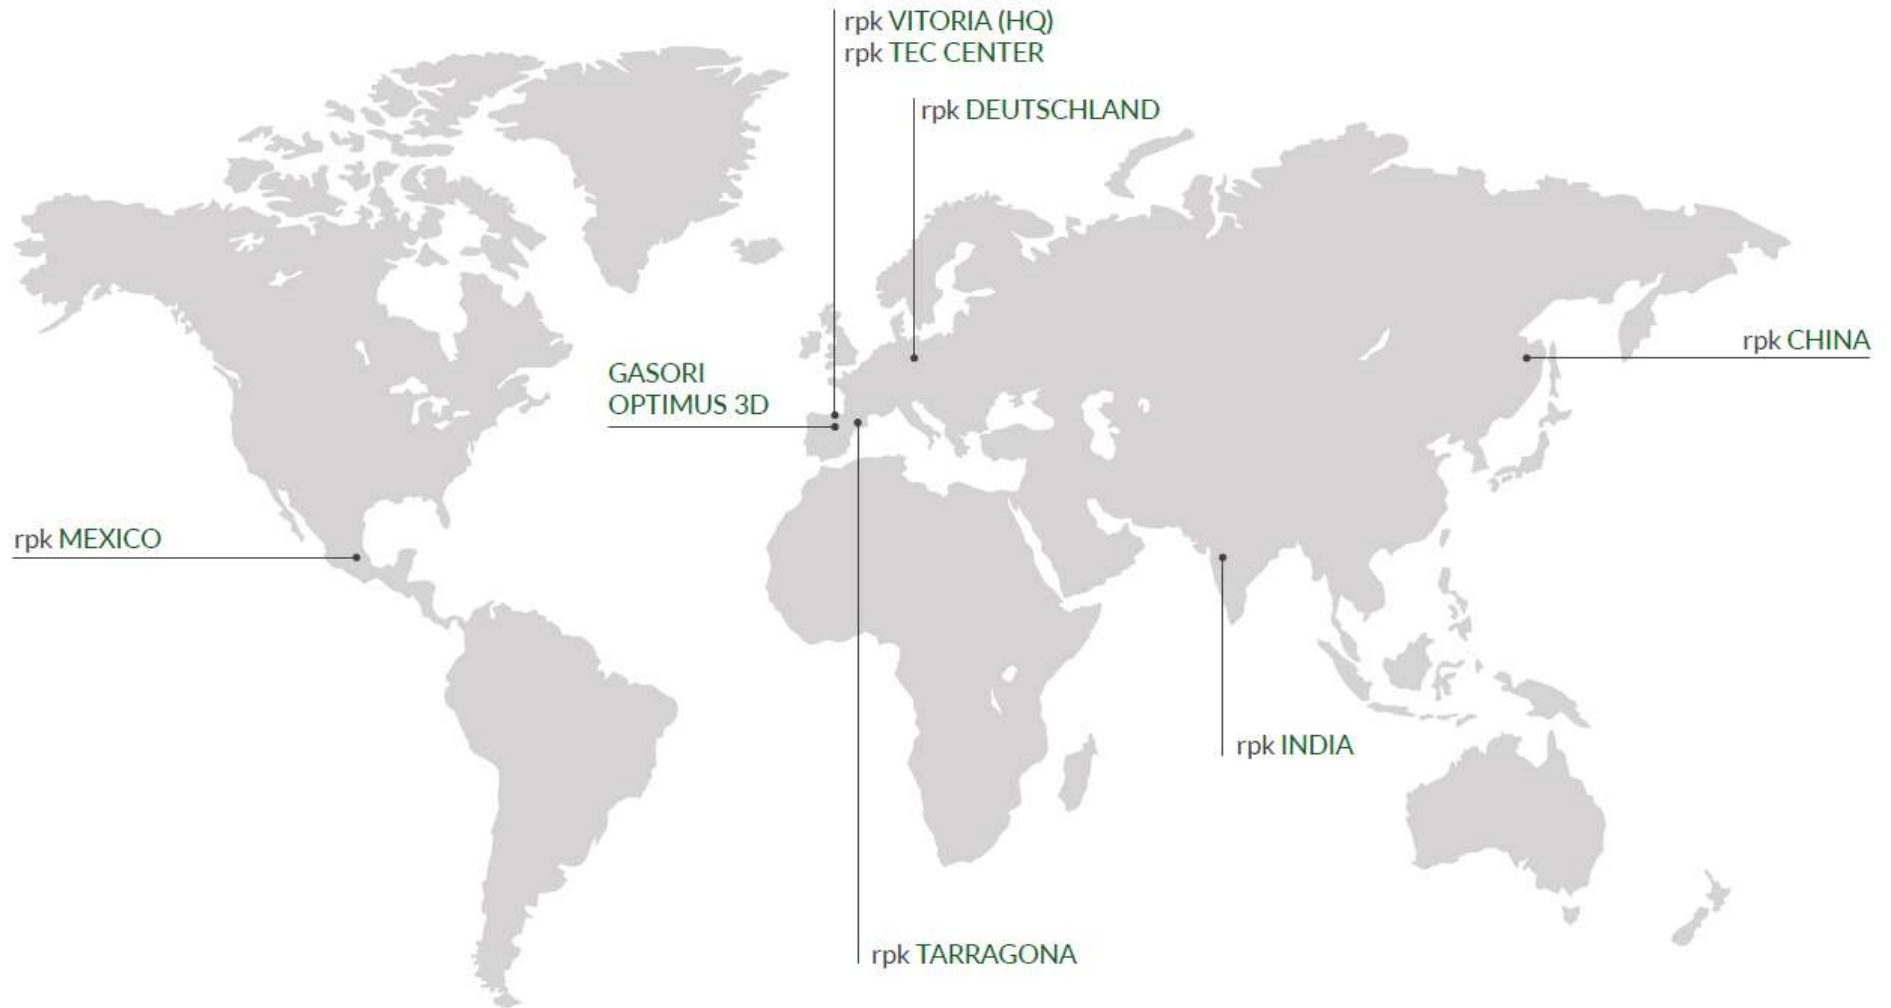 rpk VITORIA (HQ)
rpk TEC CENTER
rpk DEUTSCHLAND
rpk CHINA
GASORI
OPTIMUS 3D
rpk MEXICO
rpk INDIA
rpk TARRAGONA